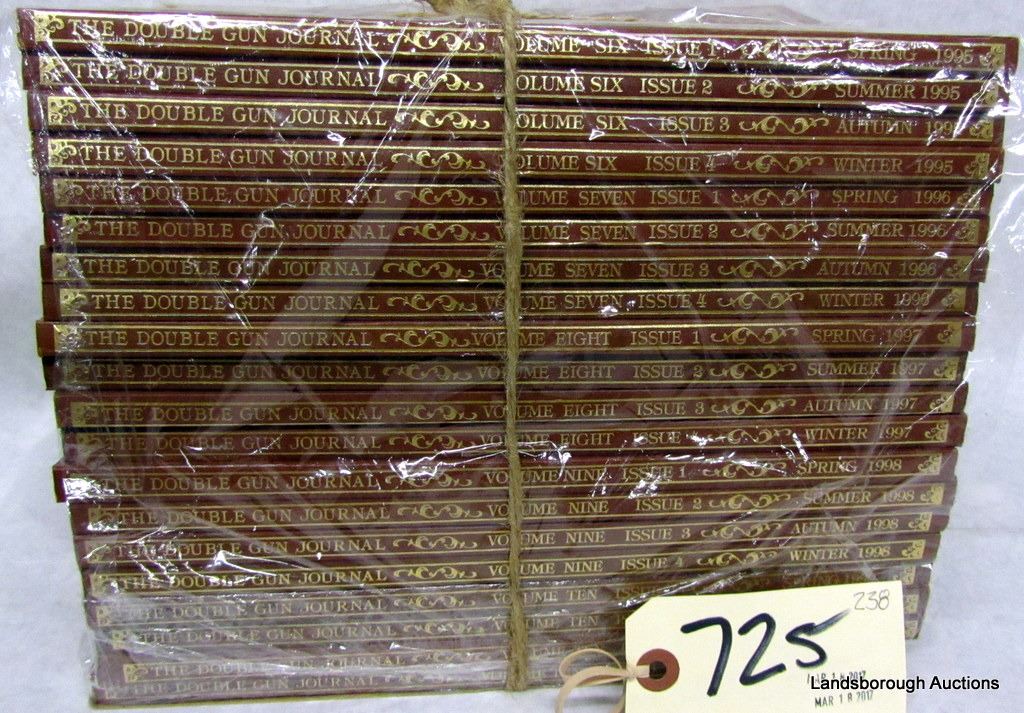 THE DOUBLE GUN JOURNAL VOLUME SIX ISSUE 1 SPRING 1995
THE DOUBLE GUN JOURNAL VOLUME SIX ISSUE 2 SUMMER 1995
THE DOUBLE GUN JOURNAL VOLUME SIX ISSUE 3 AUTUMN 1995
THE DOUBLE GUN JOURNAL VOLUME SIX ISSUE 4 WINTER 1995
THE DOUBLE GUN JOURNAL VOLUME SEVEN ISSUE 1 SPRING 1996
THE DOUBLE GUN JOURNAL VOLUME SEVEN ISSUE 2 SUMMER 1996
THE DOUBLE GUN JOURNAL VOLUME SEVEN ISSUE 3 AUTUMN 1996
THE DOUBLE GUN JOURNAL VOLUME SEVEN ISSUE 4 WINTER 1996
THE DOUBLE GUN JOURNAL VOLUME EIGHT ISSUE 1 SPRING 1997
THE DOUBLE GUN JOURNAL VOLUME EIGHT ISSUE 2 SUMMER 1997
THE DOUBLE GUN JOURNAL VOLUME EIGHT ISSUE 3 AUTUMN 1997
THE DOUBLE GUN JOURNAL VOLUME EIGHT ISSUE 4 WINTER 1997
THE DOUBLE GUN JOURNAL VOLUME NINE ISSUE 1 SPRING 1998
THE DOUBLE GUN JOURNAL VOLUME NINE ISSUE 2 SUMMER 1998
THE DOUBLE GUN JOURNAL VOLUME NINE ISSUE 3 AUTUMN 1998
THE DOUBLE GUN JOURNAL VOLUME NINE ISSUE 4 WINTER 1998
THE DOUBLE GUN JOURNAL VOLUME TEN
THE DOUBLE GUN JOURNAL VOLUME TEN
THE DOUBLE GUN JOURNAL
THE DOUBLE GUN JOURNAL
238
725
MAR 18 2017
Landsborough Auctions